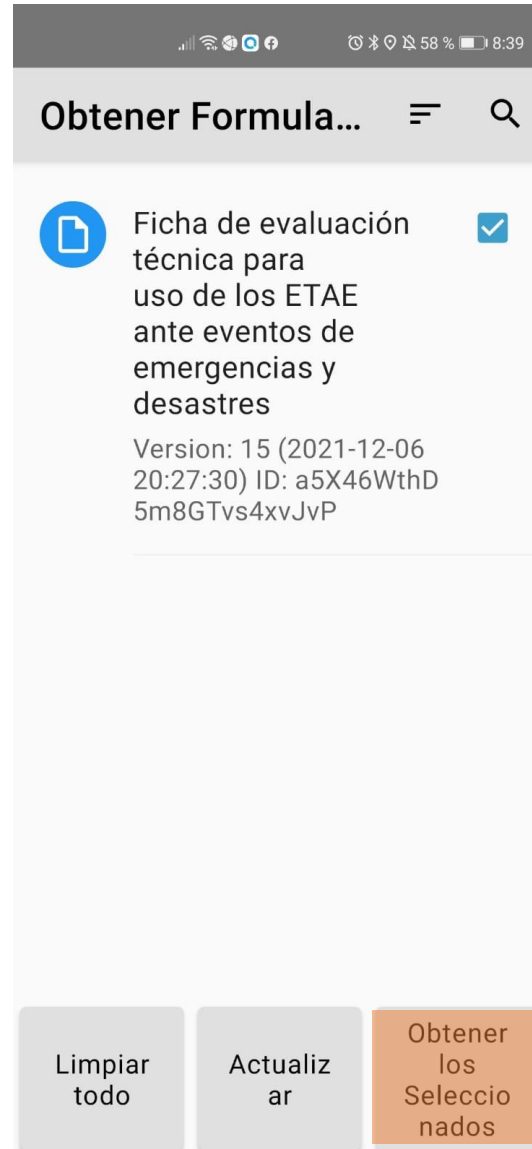 58 % 8:39
Obtener Formula...
Ficha de evaluación
técnica para
uso de los ETAE
ante eventos de
emergencias y
desastres
Version: 15 (2021-12-06
20:27:30) ID: a5X46WthD
5m8GTvs4xvJvP
Limpiar
todo
Actualiz
ar
Obtener
los
Seleccio
nados